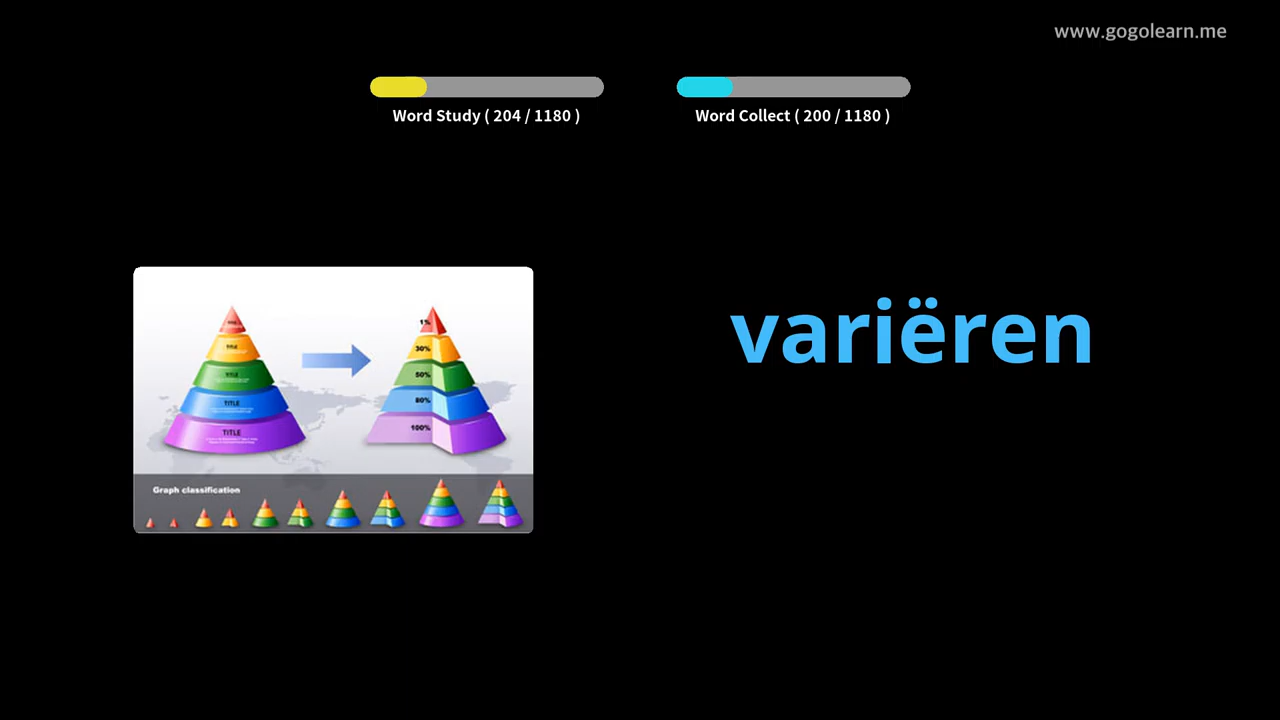 www.gogolearn.me
Word Study ( 204 / 1180 )
Word Collect ( 200 / 1180 )
variëren
1%
TITLE
30%
TITLE
50%
TITLE
80%
TITLE
100%
Graph classification